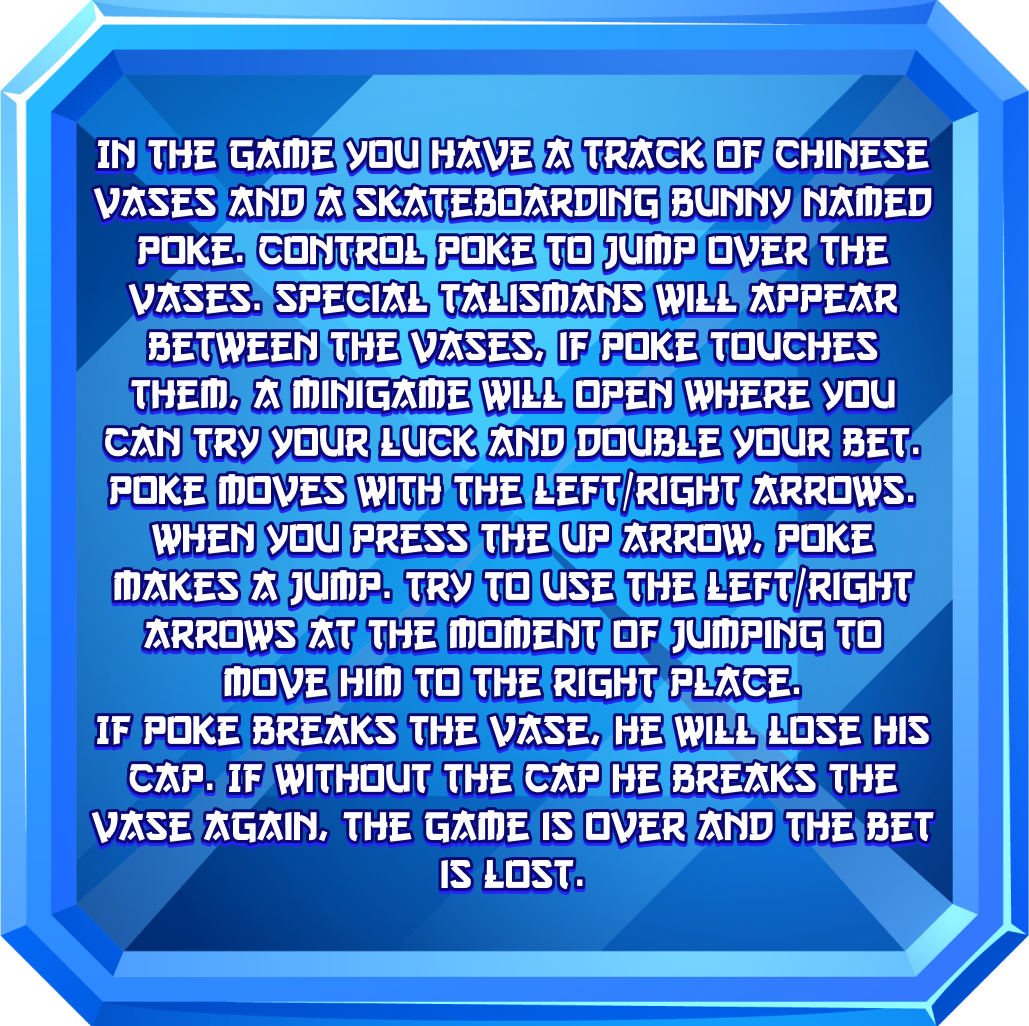 IN THE GAME YOU HAVE A TRACK OF CHINESE
VASES AND A SKATEBOARDING BUNNY NAMED
POKE. CONTROL POKE TO JUMP OVER THE
VASES. SPECIAL TALISMANS WILL APPEAR
BETWEEN THE VASES, IF POKE TOUCHES
THEM, A MINIGAME WILL OPEN WHERE YOU
CAN TRY YOUR LUCK AND DOUBLE YOUR BET.
POKE MOVES WITH THE LEFT/RIGHT ARROWS.
WHEN YOU PRESS THE UP ARROW, POKE
MAKES A JUMP. TRY TO USE THE LEFT/RIGHT
ARROWS AT THE MOMENT OF JUMPING TO
MOVE HIM TO THE RIGHT PLACE.
IF POKE BREAKS THE VASE, HE WILL LOSE HIS
CAP. IF WITHOUT THE CAP HE BREAKS THE
VASE AGAIN, THE GAME IS OVER AND THE BET
IS LOST.